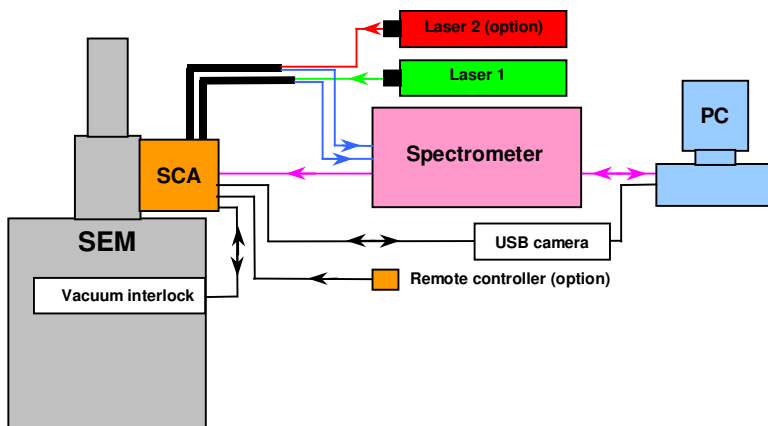 Laser 2 (option)
Laser 1
PC
Spectrometer
SCA
SEM
USB camera
Remote controller (option)
Vacuum interlock